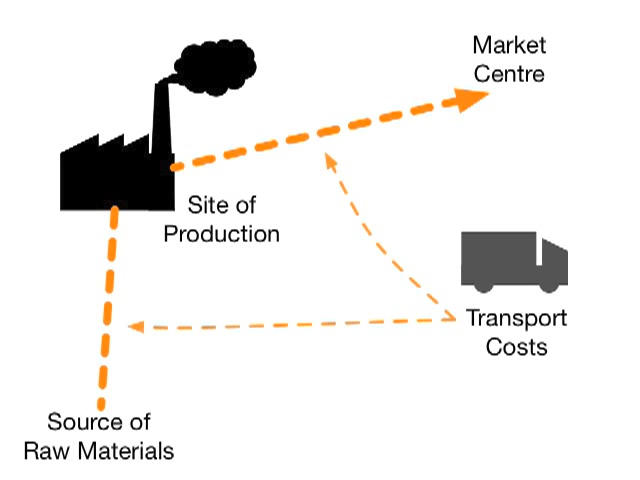 Market
Centre
Site of
Production
Transport
Costs
Source of
Raw Materials